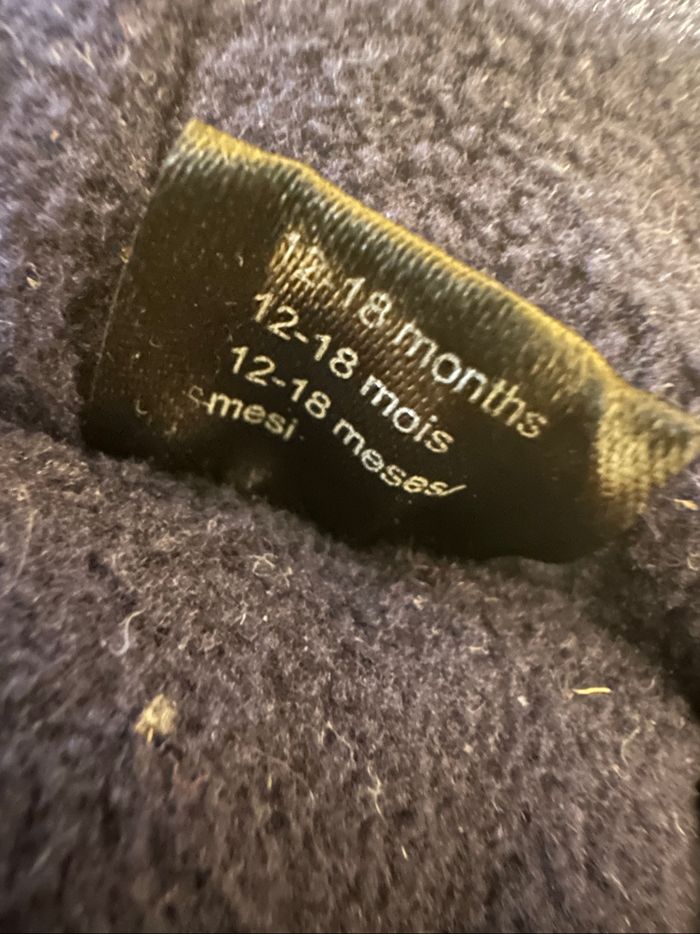 12-18 months
12-18 mois
12-18 meses/
mesi